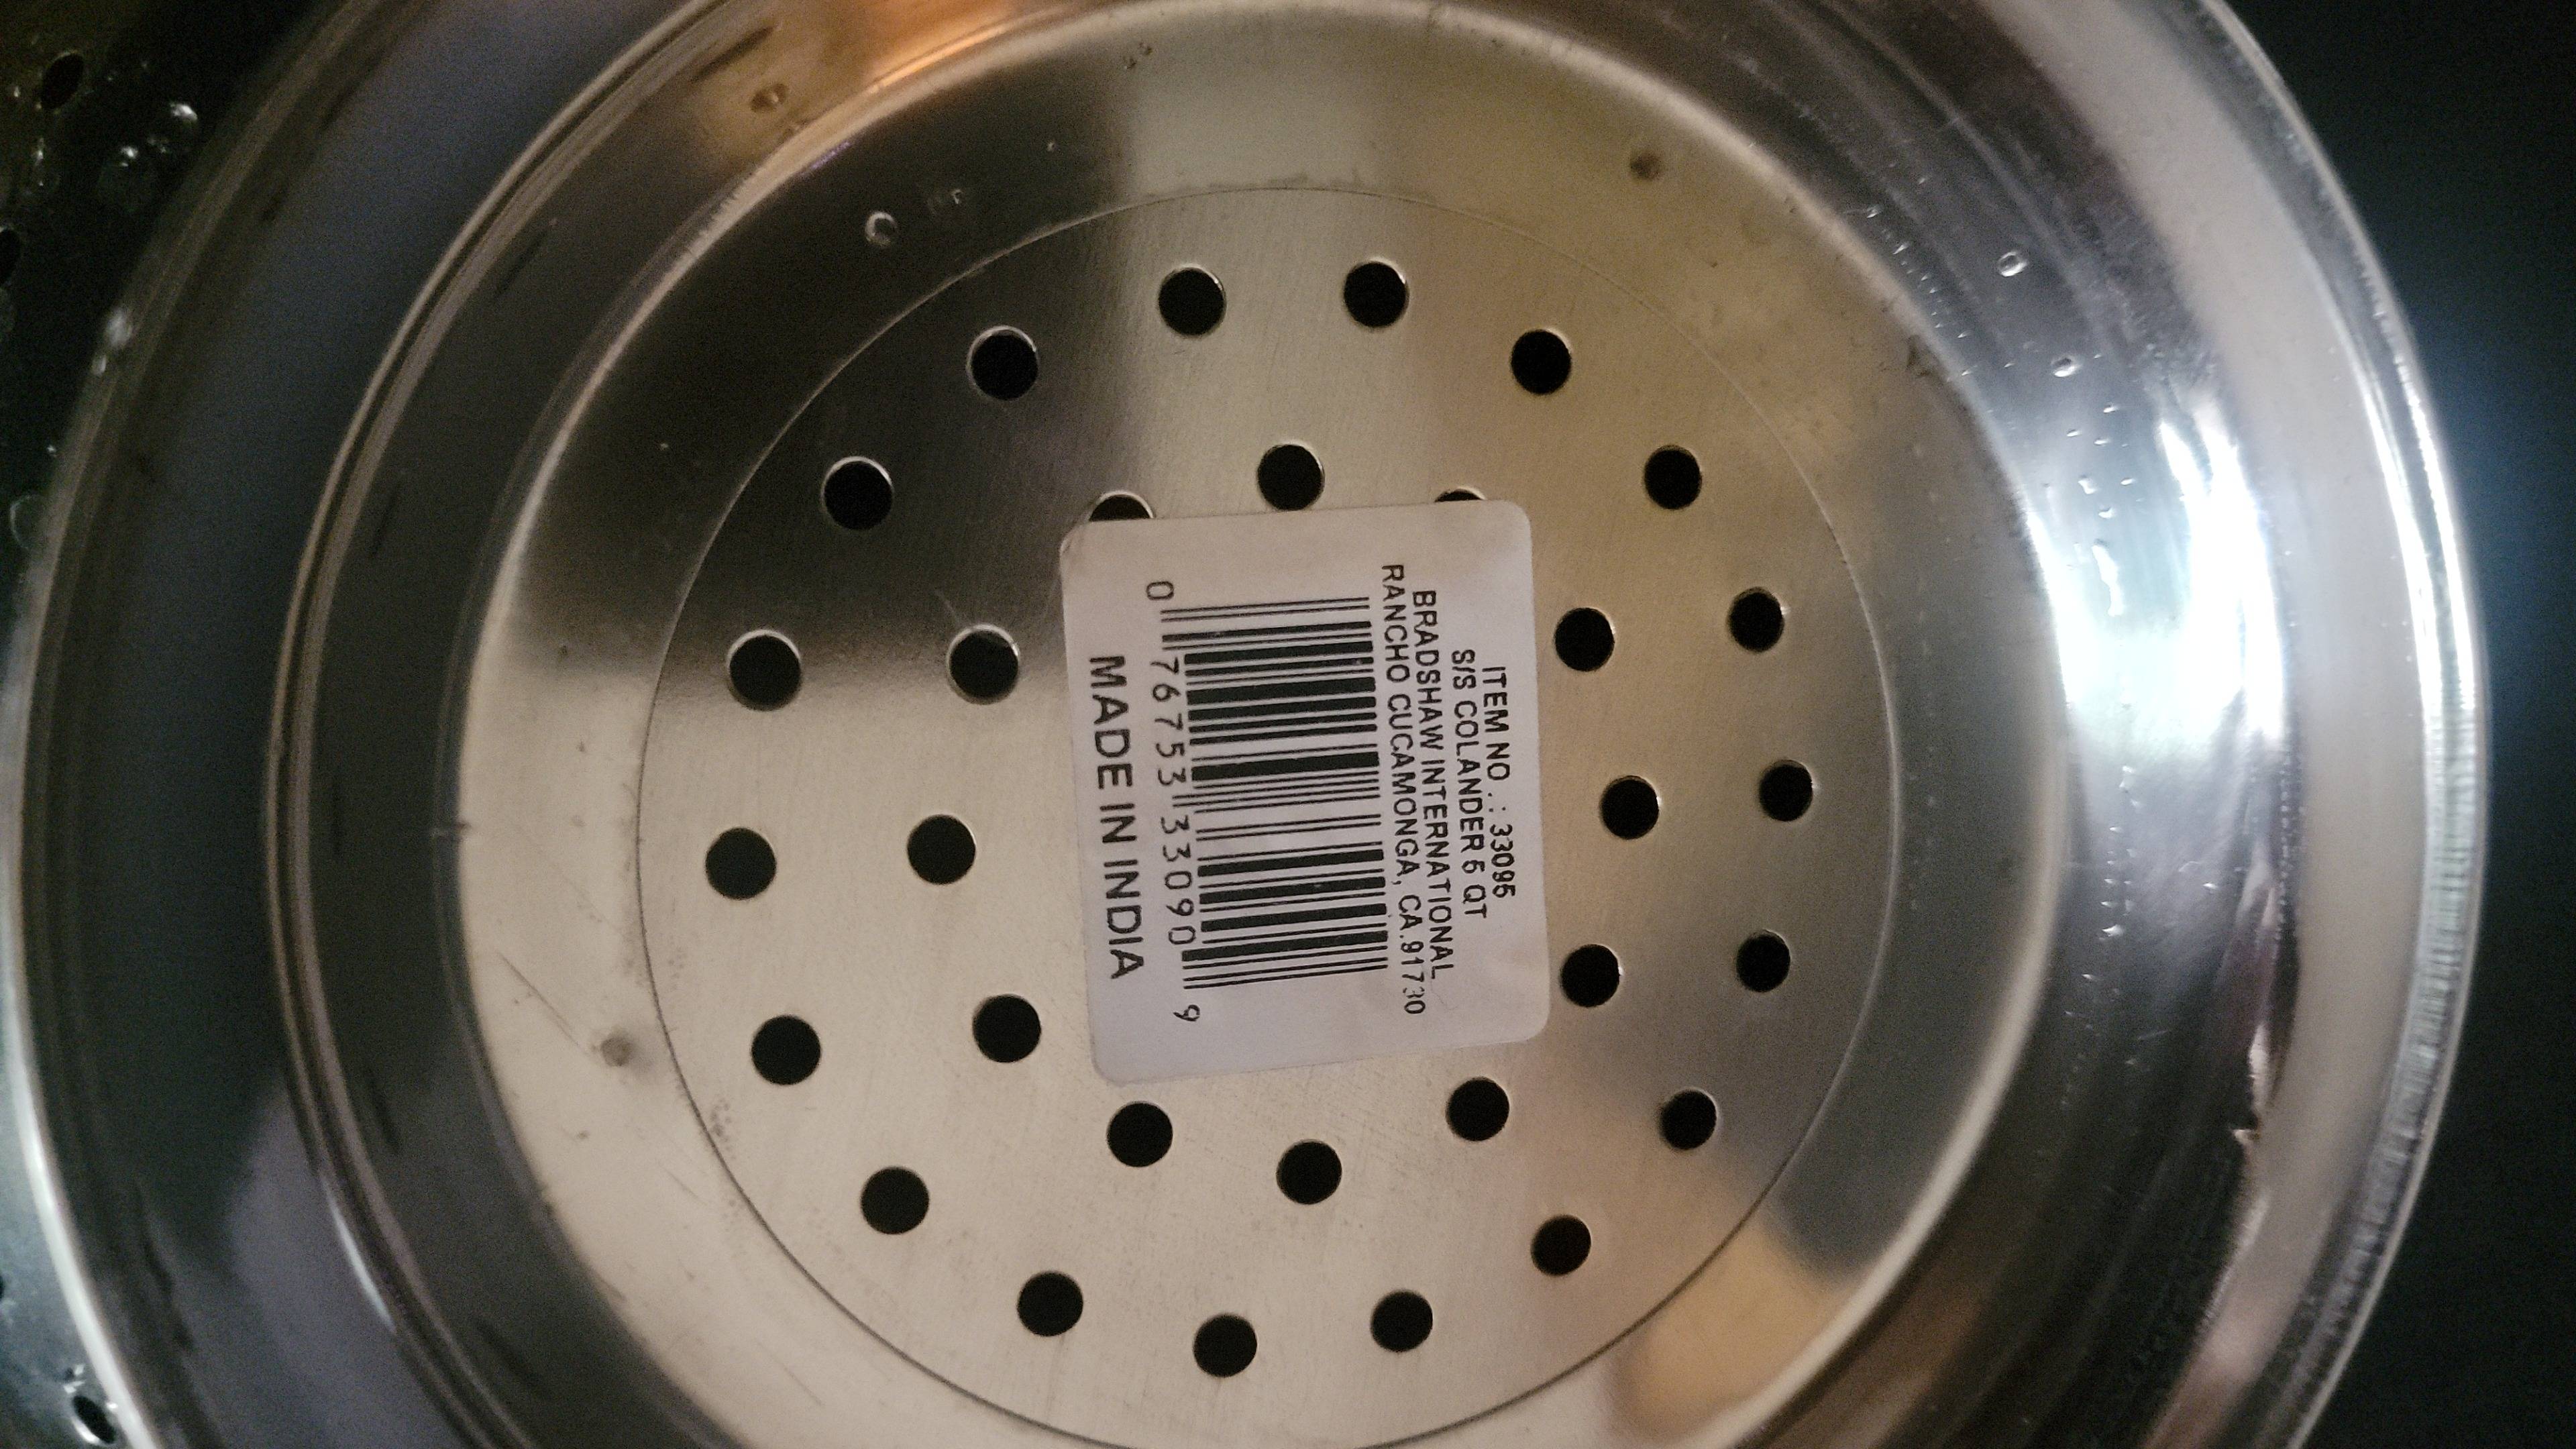 ITEM NO .: 33095
S/S COLANDER 5 QT
BRADSHAW INTERNATIONAL
RANCHO CUCAMONGA, CA.91730
0 76753 33090 9
MADE IN INDIA